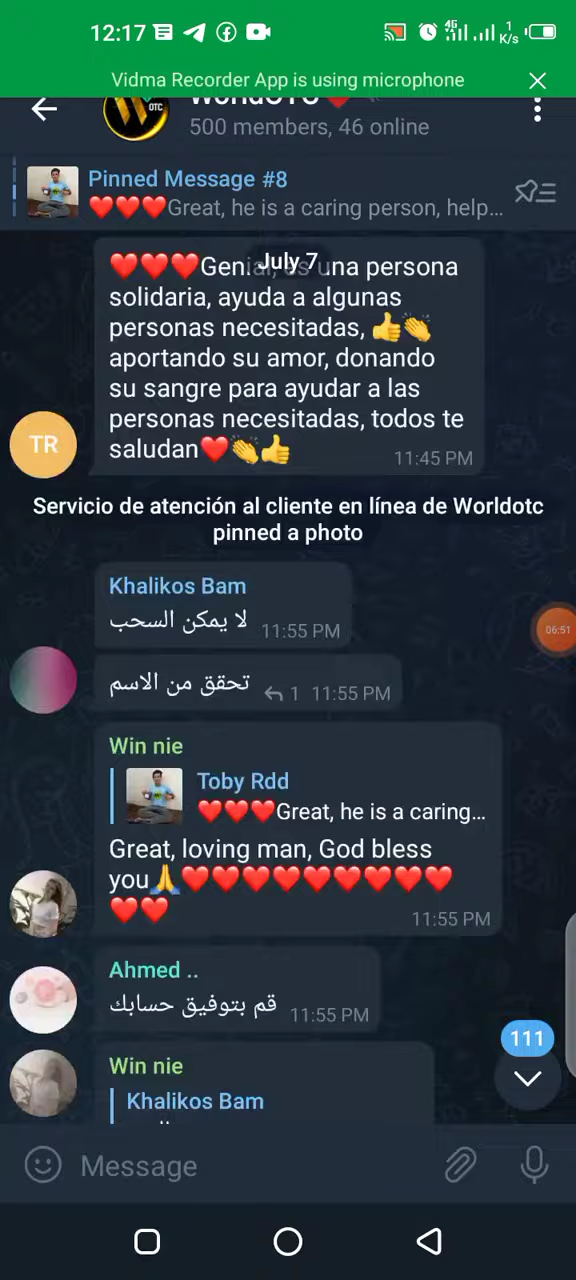 12:17
4G
1
K/s
Vidma Recorder App is using microphone
OTC
500 members, 46 online
Pinned Message #8
❤️❤️❤️Great, he is a caring person, help...
July 7
❤️❤️❤️Genial, es una persona
solidaria, ayuda a algunas
personas necesitadas, 👍👏
aportando su amor, donando
su sangre para ayudar a las
personas necesitadas, todos te
saludan❤️👏👍
11:45 PM
TR
Servicio de atención al cliente en línea de Worldotc
pinned a photo
Khalikos Bam
لا يمكن السحب
11:55 PM
06:51
تحقق من الاسم
1 11:55 PM
Win nie
Toby Rdd
❤️❤️❤️Great, he is a caring...
Great, loving man, God bless
you🙏❤️❤️❤️❤️❤️❤️❤️❤️❤️
❤️❤️
11:55 PM
Ahmed ..
قم بتوفيق حسابك
11:55 PM
111
Win nie
Khalikos Bam
Message